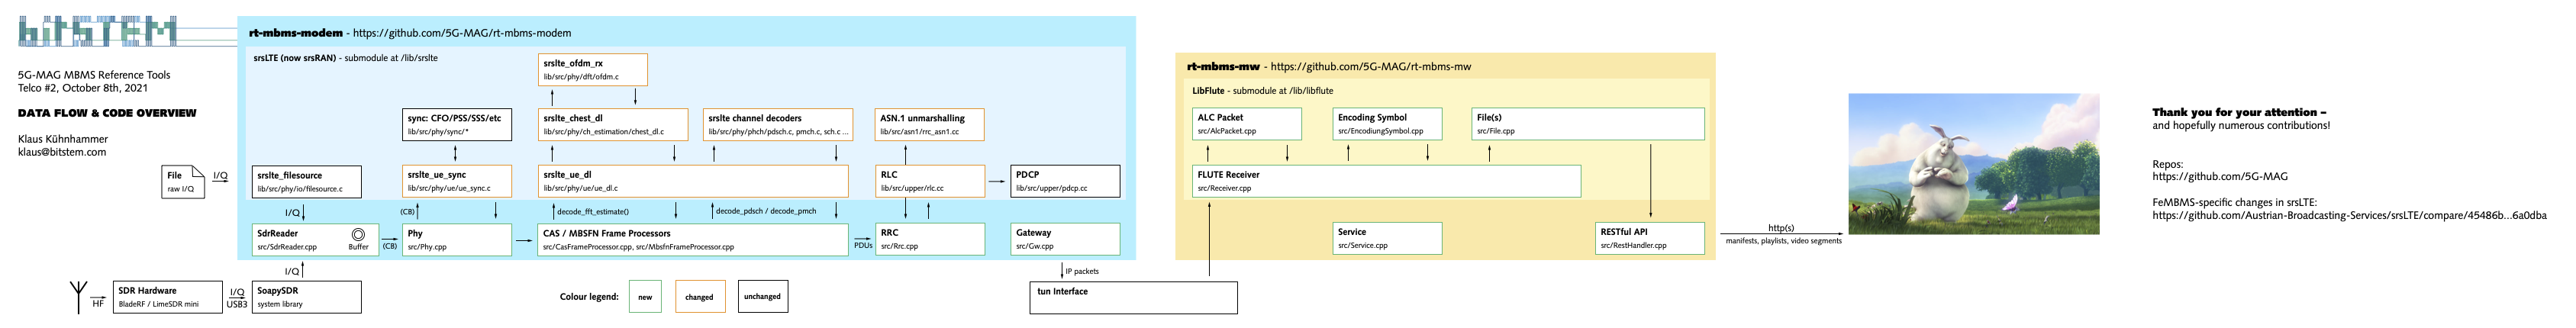 bitstem
5G-MAG MBMS Reference Tools
Telco #2, October 8th, 2021
DATA FLOW & CODE OVERVIEW
Klaus Kühnhammer
klaus@bitstem.com
rt-mbms-modem - https://github.com/5G-MAG/rt-mbms-modem
srsLTE (now srsRAN) - submodule at /lib/srslte
srslte_ofdm_rx
lib/src/phy/dft/ofdm.c
sync: CFO/PSS/SSS/etc
lib/src/phy/sync/*
srslte_chest_dl
lib/src/phy/ch_estimation/chest_dl.c
srslte channel decoders
lib/src/phy/phch/pdsch.c, pmch.c, sch.c ...
ASN.1 unmarshalling
lib/src/asn1/rrc_asn1.cc
File
raw I/Q
I/Q
srslte_filesource
lib/src/phy/io/filesource.c
srslte_ue_sync
lib/src/phy/ue/ue_sync.c
srslte_ue_dl
lib/src/phy/ue/ue_dl.c
RLC
lib/src/upper/rlc.cc
PDCP
lib/src/upper/pdcp.cc
I/Q
(CB)
decode_fft_estimate()
decode_pdsch / decode_pmch
SdrReader
src/SdrReader.cpp
Buffer
(CB)
Phy
src/Phy.cpp
CAS / MBSFN Frame Processors
src/CasFrameProcessor.cpp, src/MbsfnFrameProcessor.cpp
PDUs
RRC
src/Rrc.cpp
Gateway
src/Gw.cpp
I/Q
IP packets
HF
SDR Hardware
BladeRF / LimeSDR mini
I/Q
USB3
SoapySDR
system library
Colour legend:
new
changed
unchanged
tun Interface
rt-mbms-mw - https://github.com/5G-MAG/rt-mbms-mw
LibFlute - submodule at /lib/libflute
ALC Packet
src/AlcPacket.cpp
Encoding Symbol
src/EncodiungSymbol.cpp
File(s)
src/File.cpp
FLUTE Receiver
src/Receiver.cpp
Service
src/Service.cpp
RESTful API
src/RestHandler.cpp
http(s)
manifests, playlists, video segments
Thank you for your attention –
and hopefully numerous contributions!
Repos:
https://github.com/5G-MAG
FeMBMS-specific changes in srsLTE:
https://github.com/Austrian-Broadcasting-Services/srsLTE/compare/45486b...6a0dba